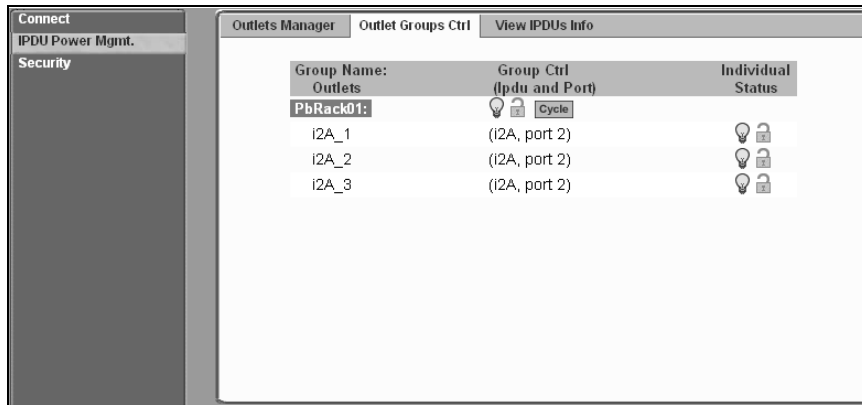 Connect
IPDU Power Mgmt.
Security
Outlets Manager Outlet Groups Ctrl View IPDUs Info
Group Name: Group Ctrl Individual
Outlets (Ipdu and Port) Status
PbRack01: Cycle
i2A_1 (i2A, port 2)
i2A_2 (i2A, port 2)
i2A_3 (i2A, port 2)